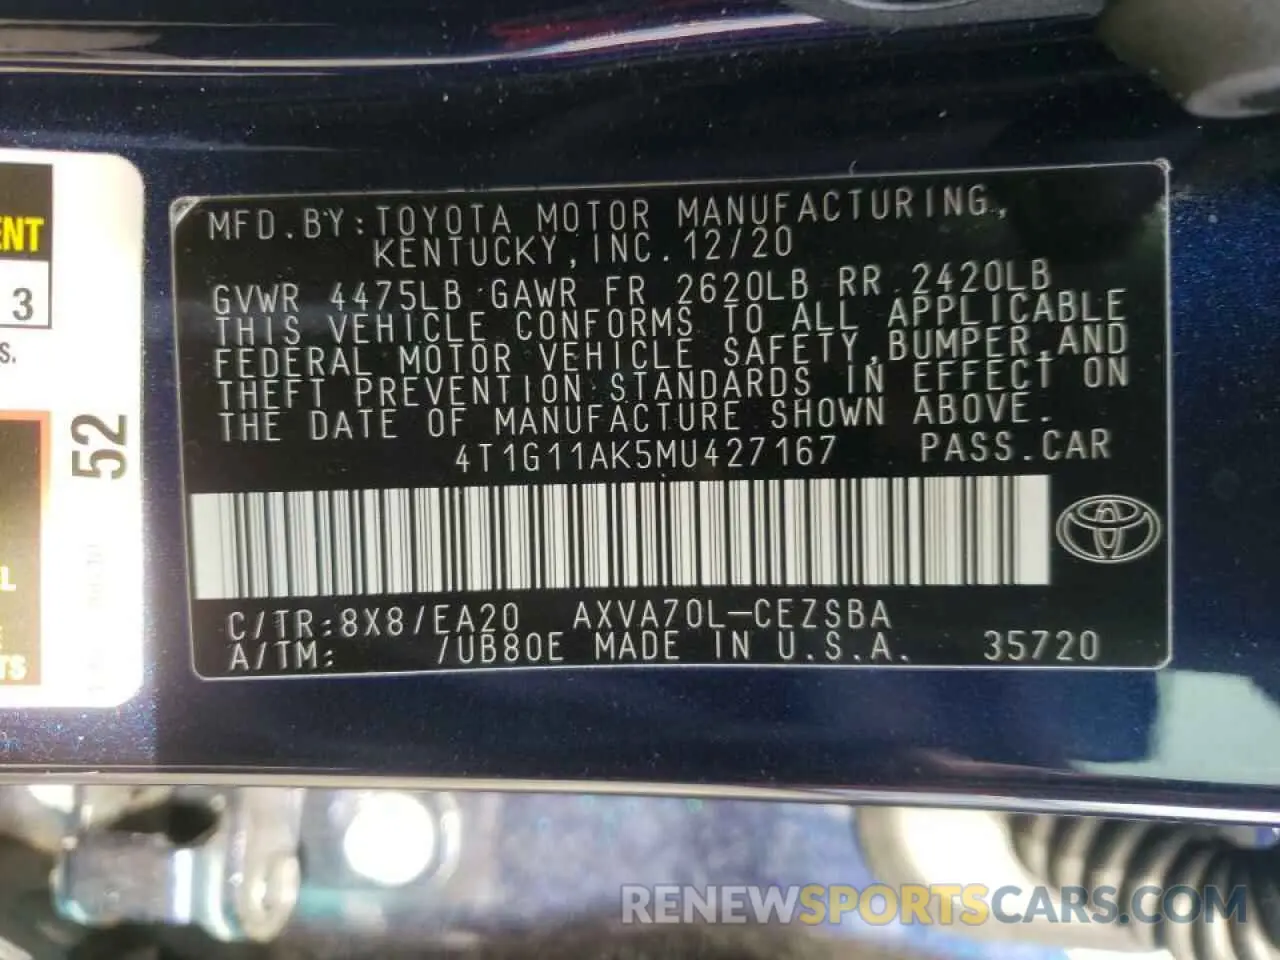 MFD.BY:TOYOTA MOTOR MANUFACTURING,
KENTUCKY,INC.12/20
GVWR 4475LB GAWR FR 2620LB RR 2420LB
THIS VEHICLE CONFORMS TO ALL APPLICABLE
FEDERAL MOTOR VEHICLE SAFETY,BUMPER,AND
THEFT PREVENTION STANDARDS IN EFFECT ON
THE DATE OF MANUFACTURE SHOWN ABOVE.
4T1G11AK5MU427167 PASS.CAR
C/TR:8X8/EA20 AXVA70L-CEZSBA
A/TM: /UB80E MADE IN U.S.A. 35720
ENT
3
S.
52
L
E
TS
RENEWSPORTSCARS.COM